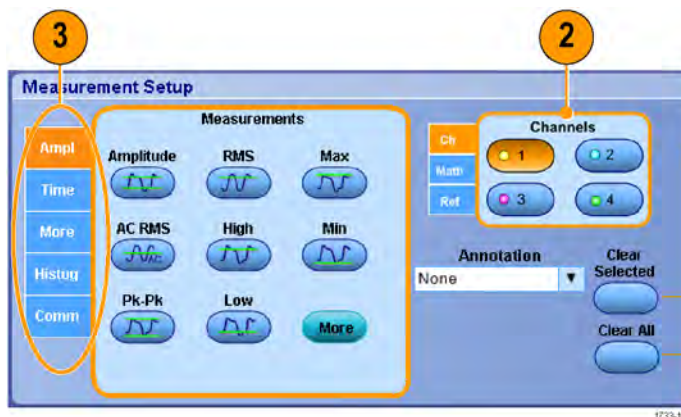 3
2
Measurement Setup
Ampl
Time
More
Histog
Comm
Measurements
Amplitude RMS Max
AC RMS High Min
Pk-Pk Low
More
Ch
Math
Ref
Channels
1 2
3 4
Annotation
None
Clear
Selected
Clear All